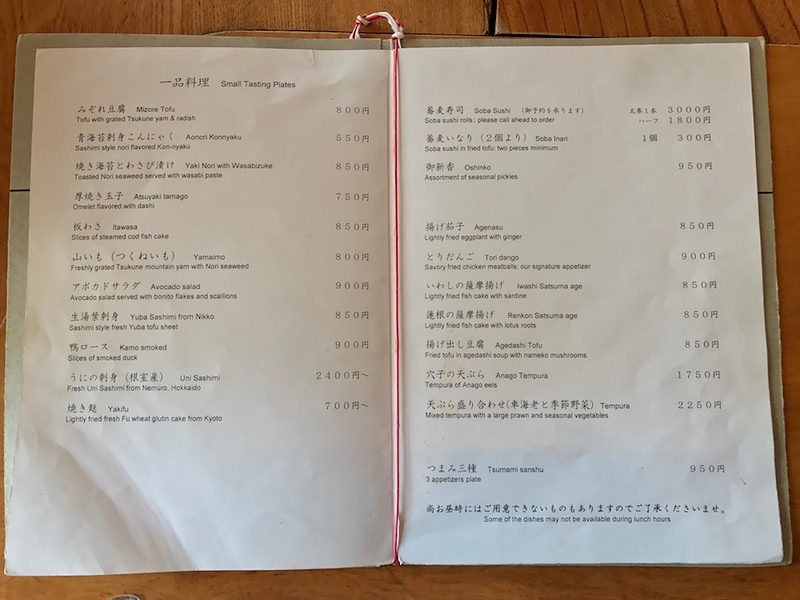 一品料理 Small Tasting Plates
みぞれ豆腐 Mizore Tofu 800円
Tofu with grated Tsukune yam & radish
青海苔刺身こんにゃく Aonori Konnyaku 550円
Sashimi style nori flavored Kon-nyaku
焼き海苔とわさび漬け Yaki Nori with Wasabizuke 850円
Toasted Nori seaweed served with wasabi paste
厚焼き玉子 Atsuyaki tamago 750円
Omelet flavored with dashi
板わさ Itawasa 850円
Slices of steamed cod fish cake
山いも（つくねいも） Yamaimo 800円
Freshly grated Tsukune mountain yam with Nori seaweed
アボカドサラダ Avocado salad 900円
Avocado salad served with bonito flakes and scallions
生湯葉刺身 Yuba Sashimi from Nikko 850円
Sashimi style fresh Yuba tofu sheet
鴨ロース Kamo smoked 900円
Slices of smoked duck
うにの刺身（根室産） Uni Sashimi 2400円～
Fresh Uni Sashimi from Nemuro, Hokkaido
焼き麩 Yakifu 700円～
Lightly fried fresh Fu wheat glutin cake from Kyoto
蕎麦寿司 Soba Sushi （御予約を承ります） 太巻1本 3000円
Soba sushi rolls: please call ahead to order ハーフ 1800円
蕎麦いなり（２個より） Soba Inari 1個 300円
Soba sushi in fried tofu: two pieces minimum
御新香 Oshinko 950円
Assortment of seasonal pickles
揚げ茄子 Agenasu 850円
Lightly fried eggplant with ginger
とりだんご Tori dango 900円
Savory fried chicken meatballs; our signature appetizer
いわしの薩摩揚げ Iwashi Satsuma age 850円
Lightly fried fish cake with sardine
蓮根の薩摩揚げ Renkon Satsuma age 850円
Lightly fried fish cake with lotus roots
揚げ出し豆腐 Agedashi Tofu 850円
Fried tofu in agedashi soup with nameko mushrooms
穴子の天ぷら Anago Tempura 1750円
Tempura of Anago eels
天ぷら盛り合わせ(車海老と季節野菜) Tempura 2250円
Mixed tempura with a large prawn and seasonal vegetables
つまみ三種 Tsumami sanshu 950円
3 appetizers plate
尚お昼時にはご用意できないものもありますのでご了承くださいませ。
Some of the dishes may not be available during lunch hours